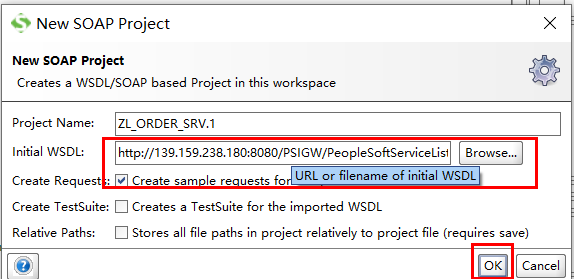 New SOAP Project
New SOAP Project
Creates a WSDL/SOAP based Project in this workspace
Project Name: ZL_ORDER_SRV.1
Initial WSDL: http://139.159.238.180:8080/PSIGW/PeopleSoftServiceList Browse...
URL or filename of initial WSDL
Create Requests: Create sample requests for
Create TestSuite: Creates a TestSuite for the imported WSDL
Relative Paths: Stores all file paths in project relatively to project file (requires save)
? OK Cancel